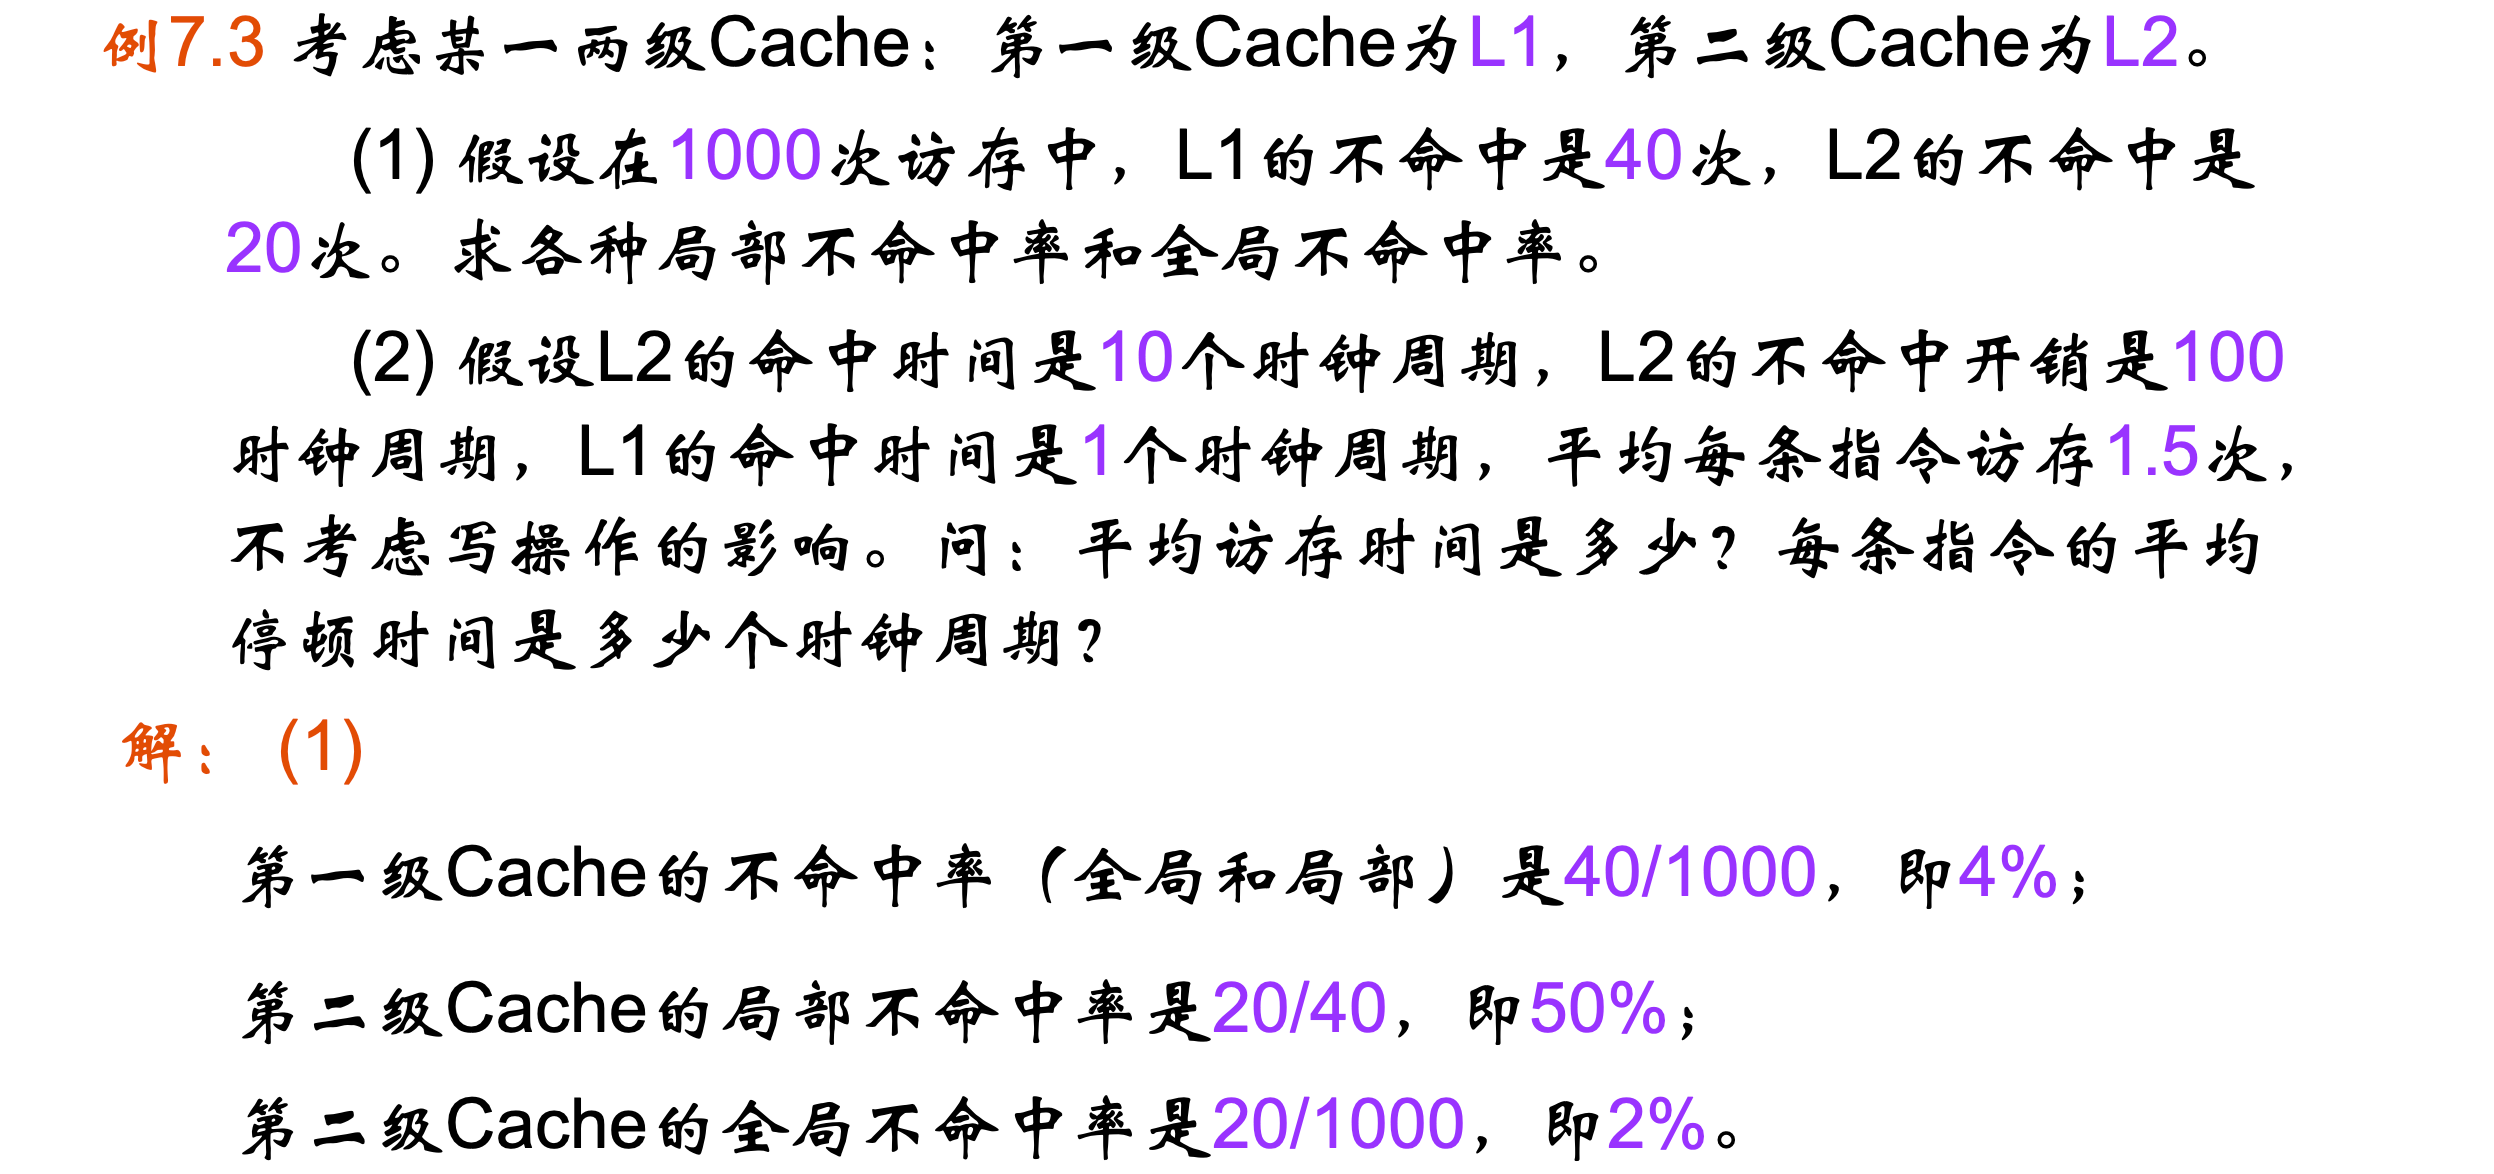 例7.3 考虑某一两级Cache：第一级Cache为L1，第二级Cache为L2。
(1) 假设在1000次访存中，L1的不命中是40次，L2的不命中是
20次。求各种局部不命中率和全局不命中率。
(2) 假设L2的命中时间是10个时钟周期，L2的不命中开销是100
时钟周期，L1的命中时间是1个时钟周期，平均每条指令访存1.5次，
不考虑写操作的影响。问：平均访存时间是多少？每条指令的平均
停顿时间是多少个时钟周期？
解：(1)
第一级Cache的不命中率（全局和局部）是40/1000，即4%；
第二级Cache的局部不命中率是20/40，即50%；
第二级Cache的全局不命中率是20/1000，即2%。